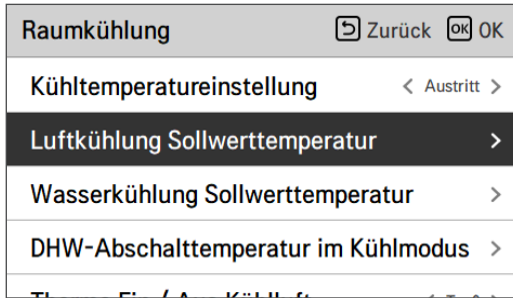 Raumkühlung Zurück OK OK
Kühltemperatureinstellung < Austritt >
Luftkühlung Sollwerttemperatur >
Wasserkühlung Sollwerttemperatur >
DHW-Abschalttemperatur im Kühlmodus >